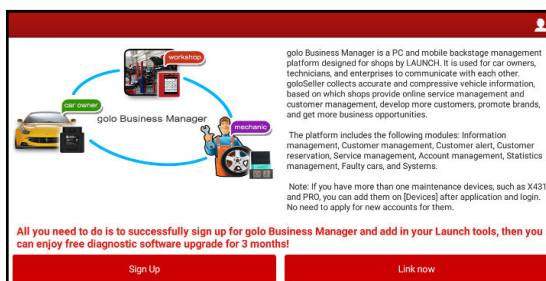 workshop
car owner
golo Business Manager
mechanic
golo Business Manager is a PC and mobile backstage management
platform designed for shops by LAUNCH. It is used for car owners,
technicians, and enterprises to communicate with each other.
goloSeller collects accurate and compressive vehicle information,
based on which shops provide online service management and
customer management, develop more customers, promote brands,
and get more business opportunities.
The platform includes the following modules: Information
management, Customer management, Customer alert, Customer
reservation, Service management, Account management, Statistics
management, Faulty cars, and Systems.
Note: If you have more than one maintenance devices, such as X431
and PRO, you can add them on [Devices] after application and login.
No need to apply for new accounts for them.
All you need to do is to successfully sign up for golo Business Manager and add in your Launch tools, then you
can enjoy free diagnostic software upgrade for 3 months!
Sign Up
Link now